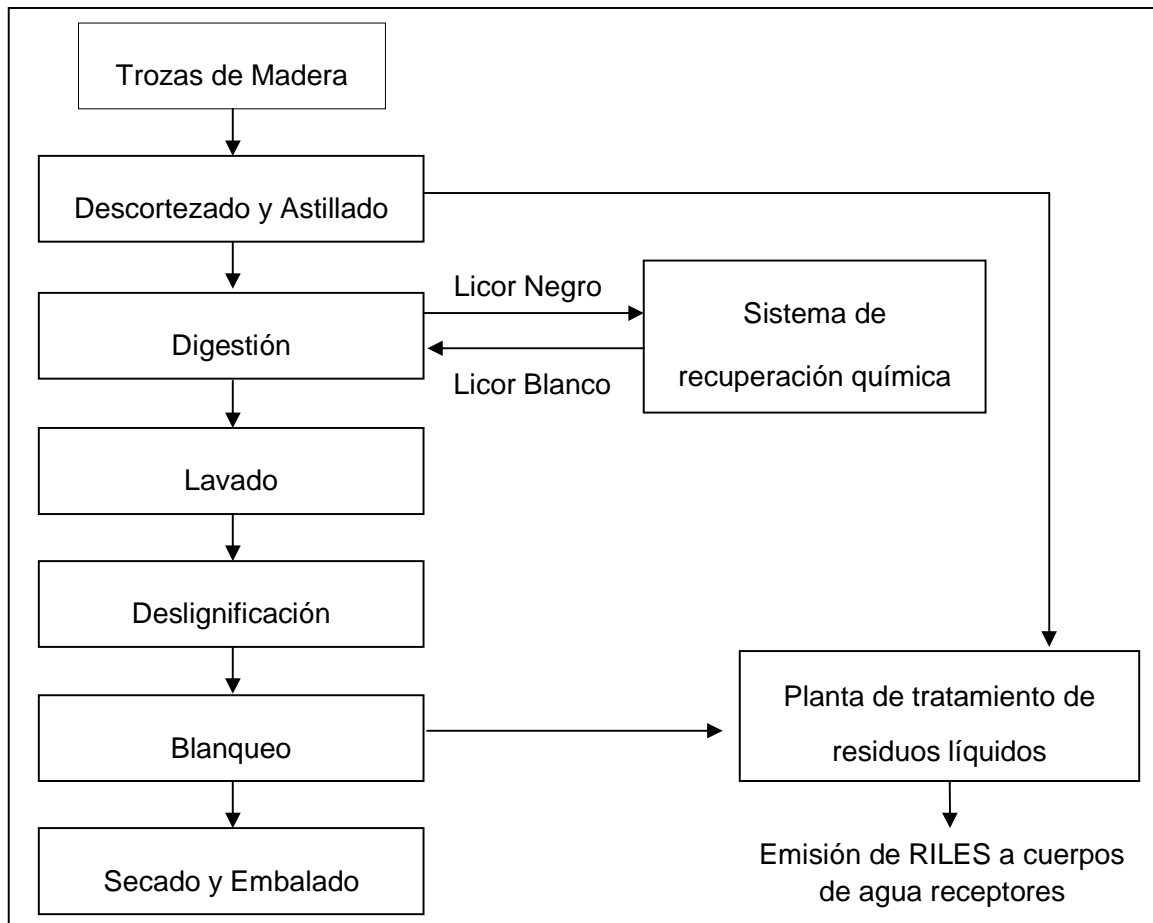 Trozas de Madera
Descortezado y Astillado
Licor Negro
Digestión
Sistema de
recuperación química
Licor Blanco
Lavado
Deslignificación
Blanqueo
Planta de tratamiento de
residuos líquidos
Secado y Embalado
Emisión de RILES a cuerpos
de agua receptores